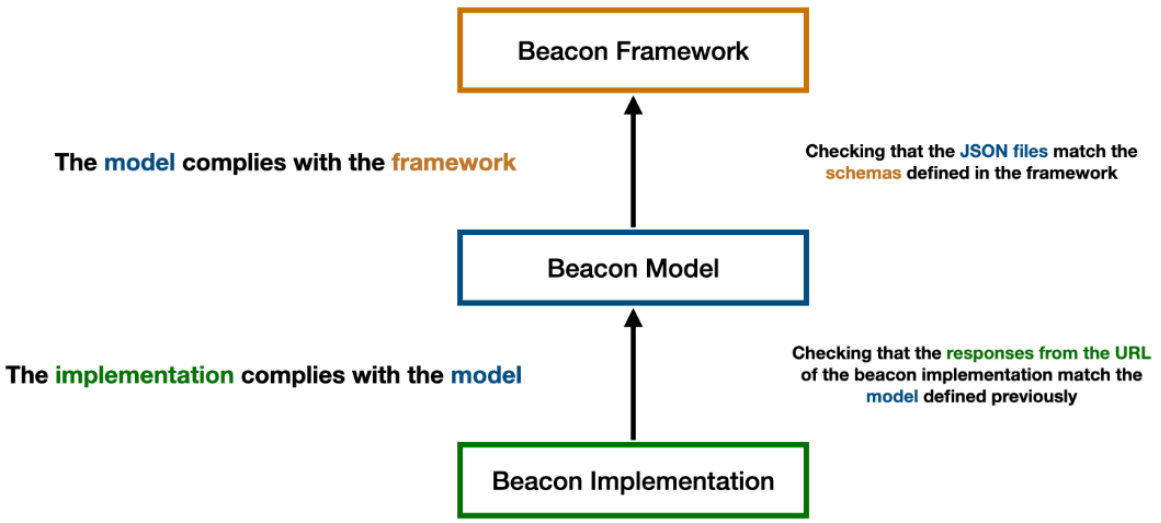 Beacon Framework
The model complies with the framework
Checking that the JSON files match the
schemas defined in the framework
Beacon Model
The implementation complies with the model
Checking that the responses from the URL
of the beacon implementation match the
model defined previously
Beacon Implementation